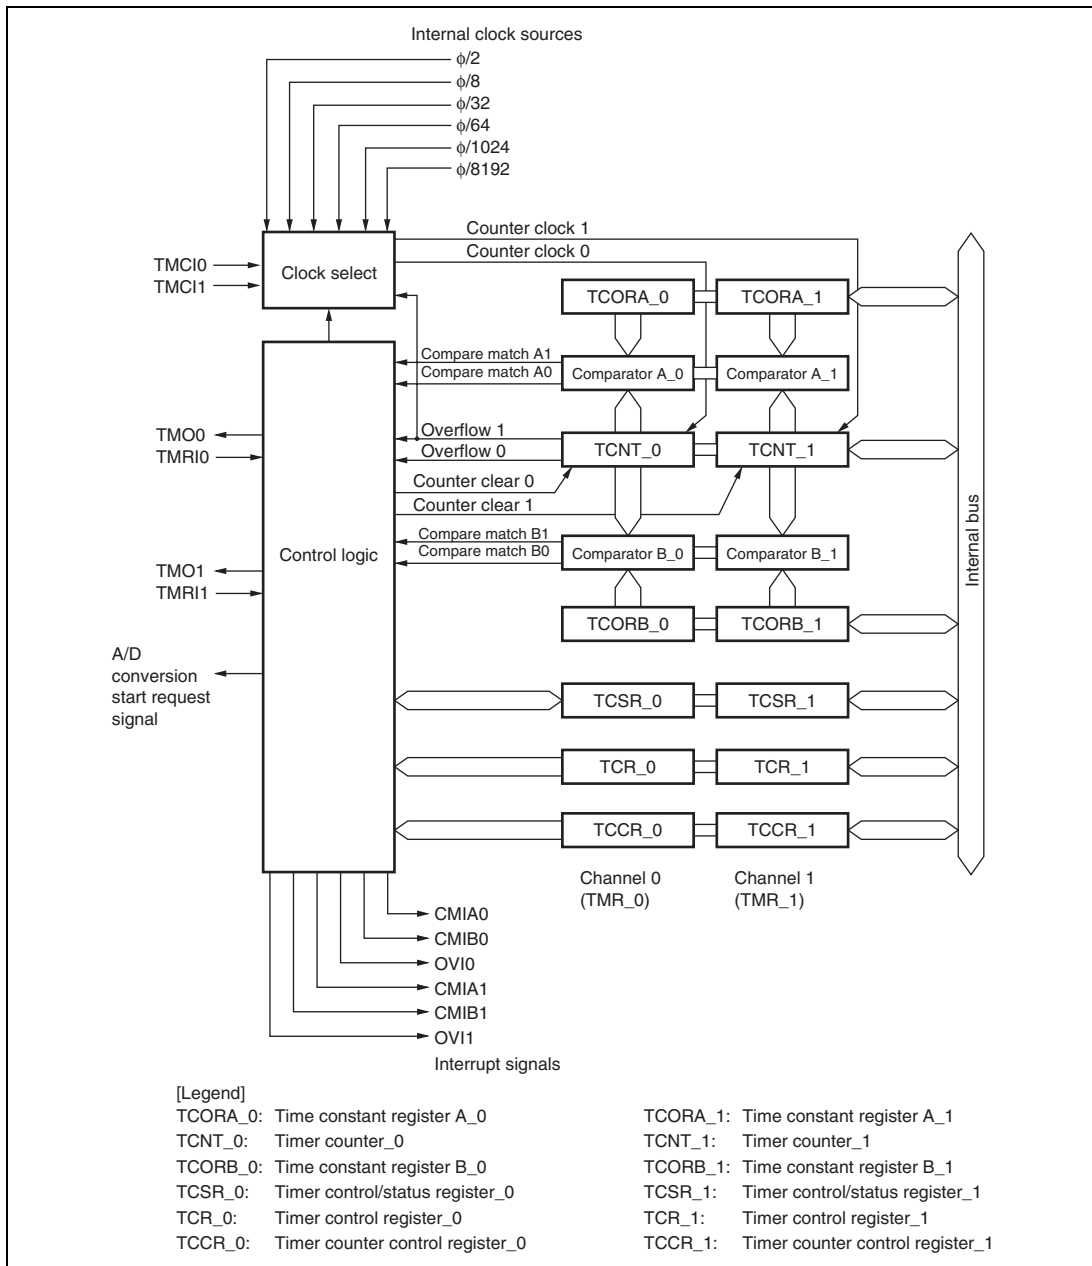 Internal clock sources
ϕ/2
ϕ/8
ϕ/32
ϕ/64
ϕ/1024
ϕ/8192
Counter clock 1
Counter clock 0
TMCI0
TMCI1
Clock select
TCORA_0
TCORA_1
Compare match A1
Compare match A0
Comparator A_0
Comparator A_1
TMO0
TMRI0
Overflow 1
Overflow 0
TCNT_0
TCNT_1
Counter clear 0
Counter clear 1
Control logic
Compare match B1
Compare match B0
Comparator B_0
Comparator B_1
Internal bus
TMO1
TMRI1
TCORB_0
TCORB_1
A/D
conversion
start request
signal
TCSR_0
TCSR_1
TCR_0
TCR_1
TCCR_0
TCCR_1
Channel 0
(TMR_0)
Channel 1
(TMR_1)
CMIA0
CMIB0
OVI0
CMIA1
CMIB1
OVI1
Interrupt signals
[Legend]
TCORA_0: Time constant register A_0
TCORA_1: Time constant register A_1
TCNT_0: Timer counter_0
TCNT_1: Timer counter_1
TCORB_0: Time constant register B_0
TCORB_1: Time constant register B_1
TCSR_0: Timer control/status register_0
TCSR_1: Timer control/status register_1
TCR_0: Timer control register_0
TCR_1: Timer control register_1
TCCR_0: Timer counter control register_0
TCCR_1: Timer counter control register_1